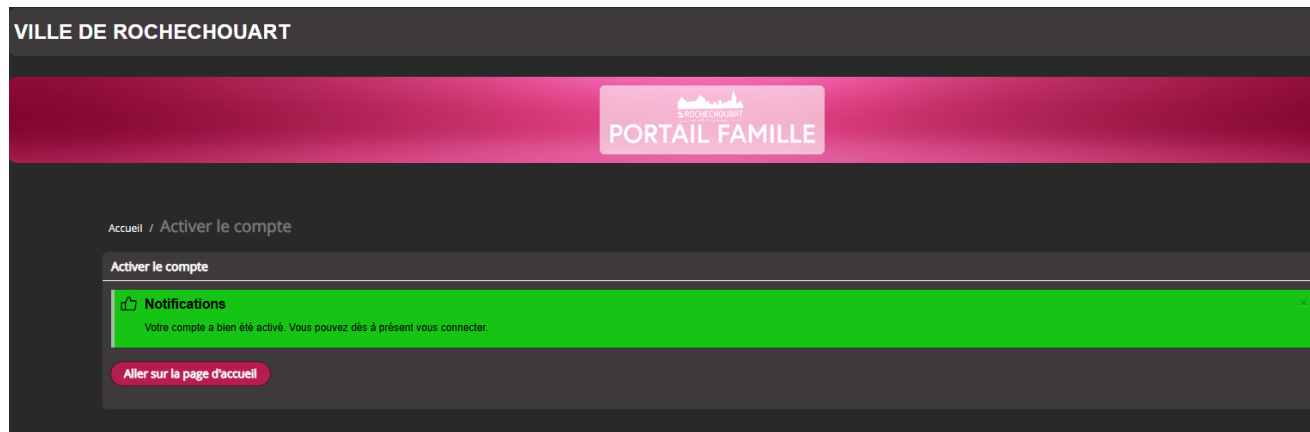 VILLE DE ROCHECHOUART
ROCHECHOUART
PORTAIL FAMILLE
Accueil / Activer le compte
Activer le compte
Notifications
×
Votre compte a bien été activé. Vous pouvez dès à présent vous connecter.
Aller sur la page d'accueil